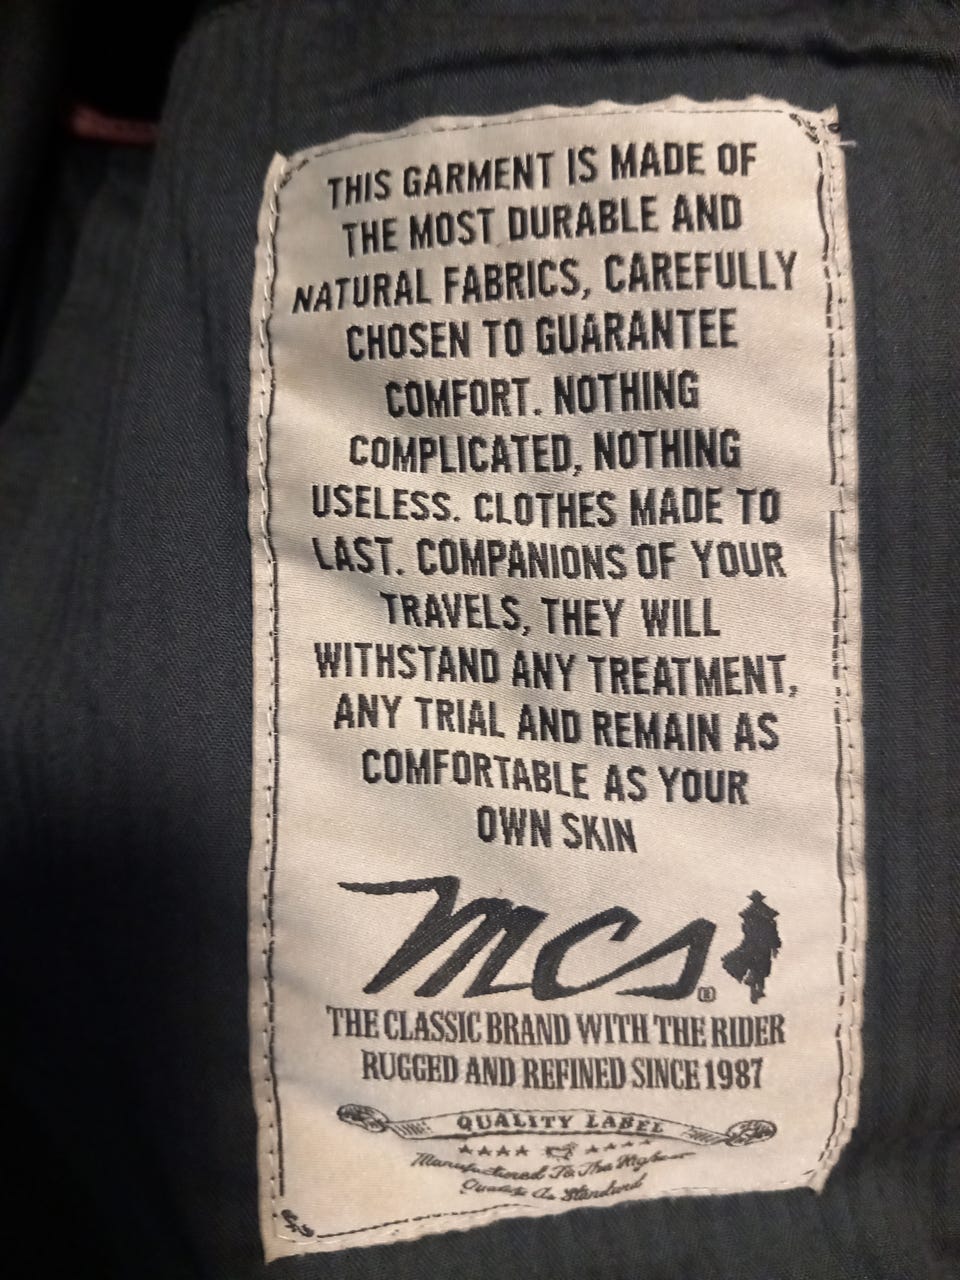 THIS GARMENT IS MADE OF
THE MOST DURABLE AND
NATURAL FABRICS, CAREFULLY
CHOSEN TO GUARANTEE
COMFORT. NOTHING
COMPLICATED, NOTHING
USELESS. CLOTHES MADE TO
LAST. COMPANIONS OF YOUR
TRAVELS, THEY WILL
WITHSTAND ANY TREATMENT,
ANY TRIAL AND REMAIN AS
COMFORTABLE AS YOUR
OWN SKIN
mcs®
THE CLASSIC BRAND WITH THE RIDER
RUGGED AND REFINED SINCE 1987
QUALITY LABEL
Manufactured To The
Standard